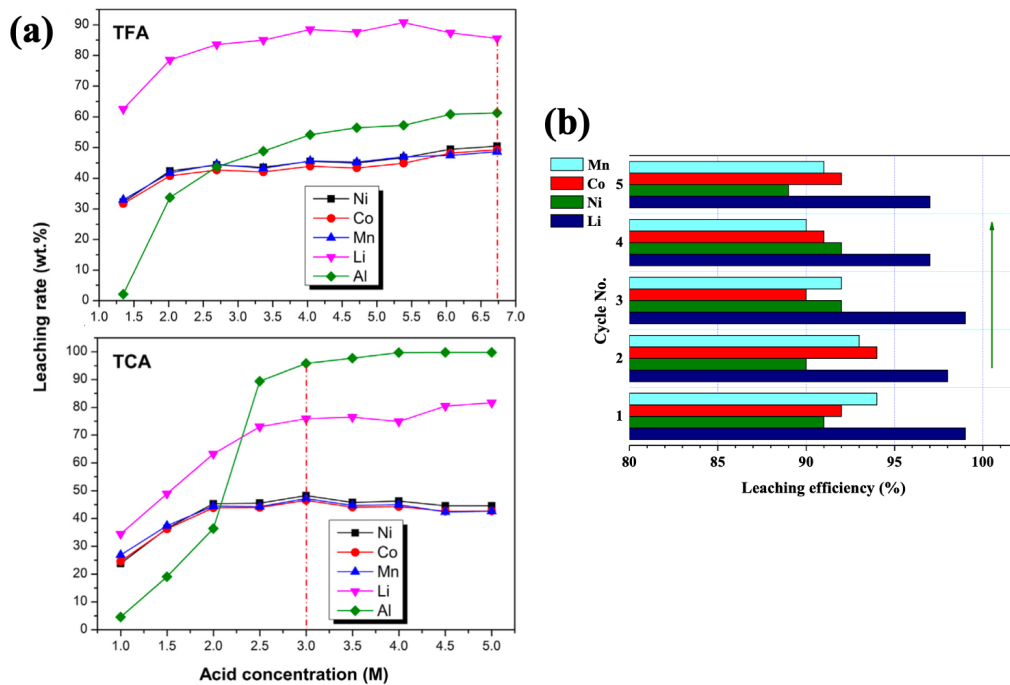 (a)
TFA
90
80
70
60
50
40
30
20
10
0
Ni
Co
Mn
Li
Al
1.0 1.5 2.0 2.5 3.0 3.5 4.0 4.5 5.0 5.5 6.0 6.5 7.0
Leaching rate (wt.%)
TCA
100
90
80
70
60
50
40
30
20
10
0
Ni
Co
Mn
Li
Al
1.0 1.5 2.0 2.5 3.0 3.5 4.0 4.5 5.0
Acid concentration (M)
(b)
Mn
Co
Ni
Li
Cycle No.
5
4
3
2
1
80 85 90 95 100
Leaching efficiency (%)